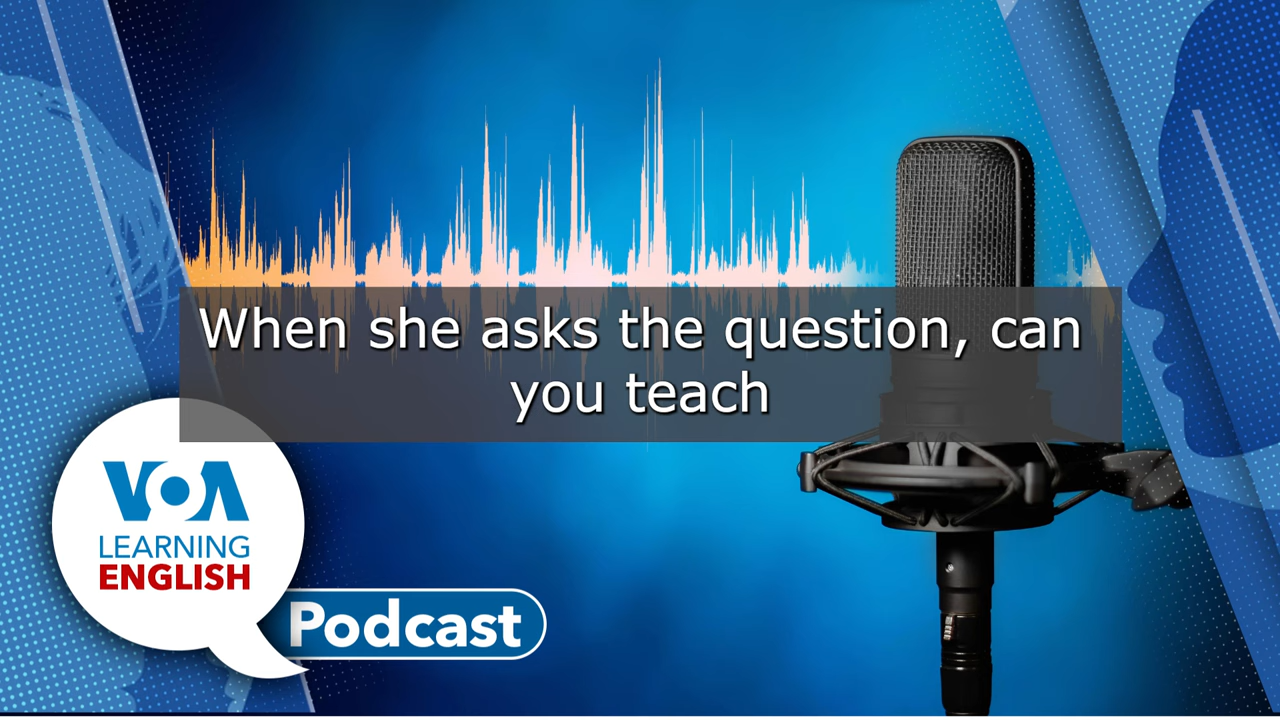 When she asks the question, can
you teach
VOA
LEARNING
ENGLISH
Podcast